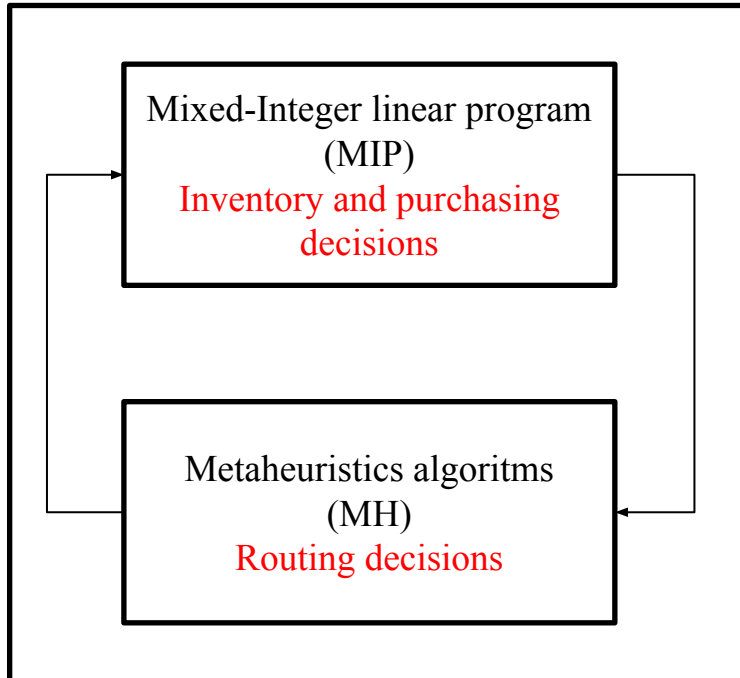 Mixed-Integer linear program
(MIP)
Inventory and purchasing
decisions
Metaheuristics algoritms
(MH)
Routing decisions